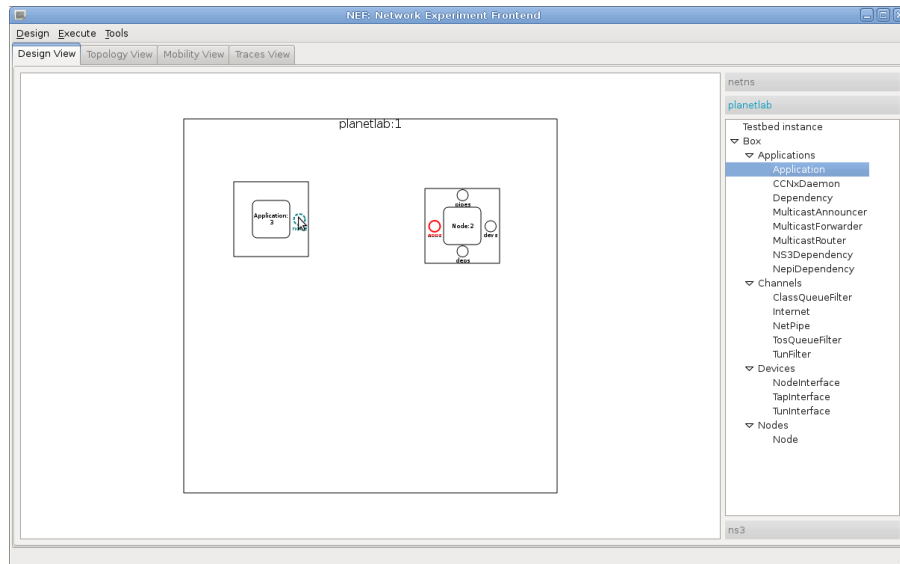 NEF: Network Experiment Frontend
Design Execute Tools
Design View Topology View Mobility View Traces View
netns
planetlab
planetlab:1
Testbed instance
Box
Applications
Application
CCNxDaemon
Dependency
MulticastAnnouncer
MulticastForwarder
MulticastRouter
NS3Dependency
NepiDependency
Channels
ClassQueueFilter
Internet
NetPipe
TosQueueFilter
TunFilter
Devices
NodeInterface
TapInterface
TunInterface
Nodes
Node
ns3
Application:
3
pipes
apps
Node:2
devs
deps